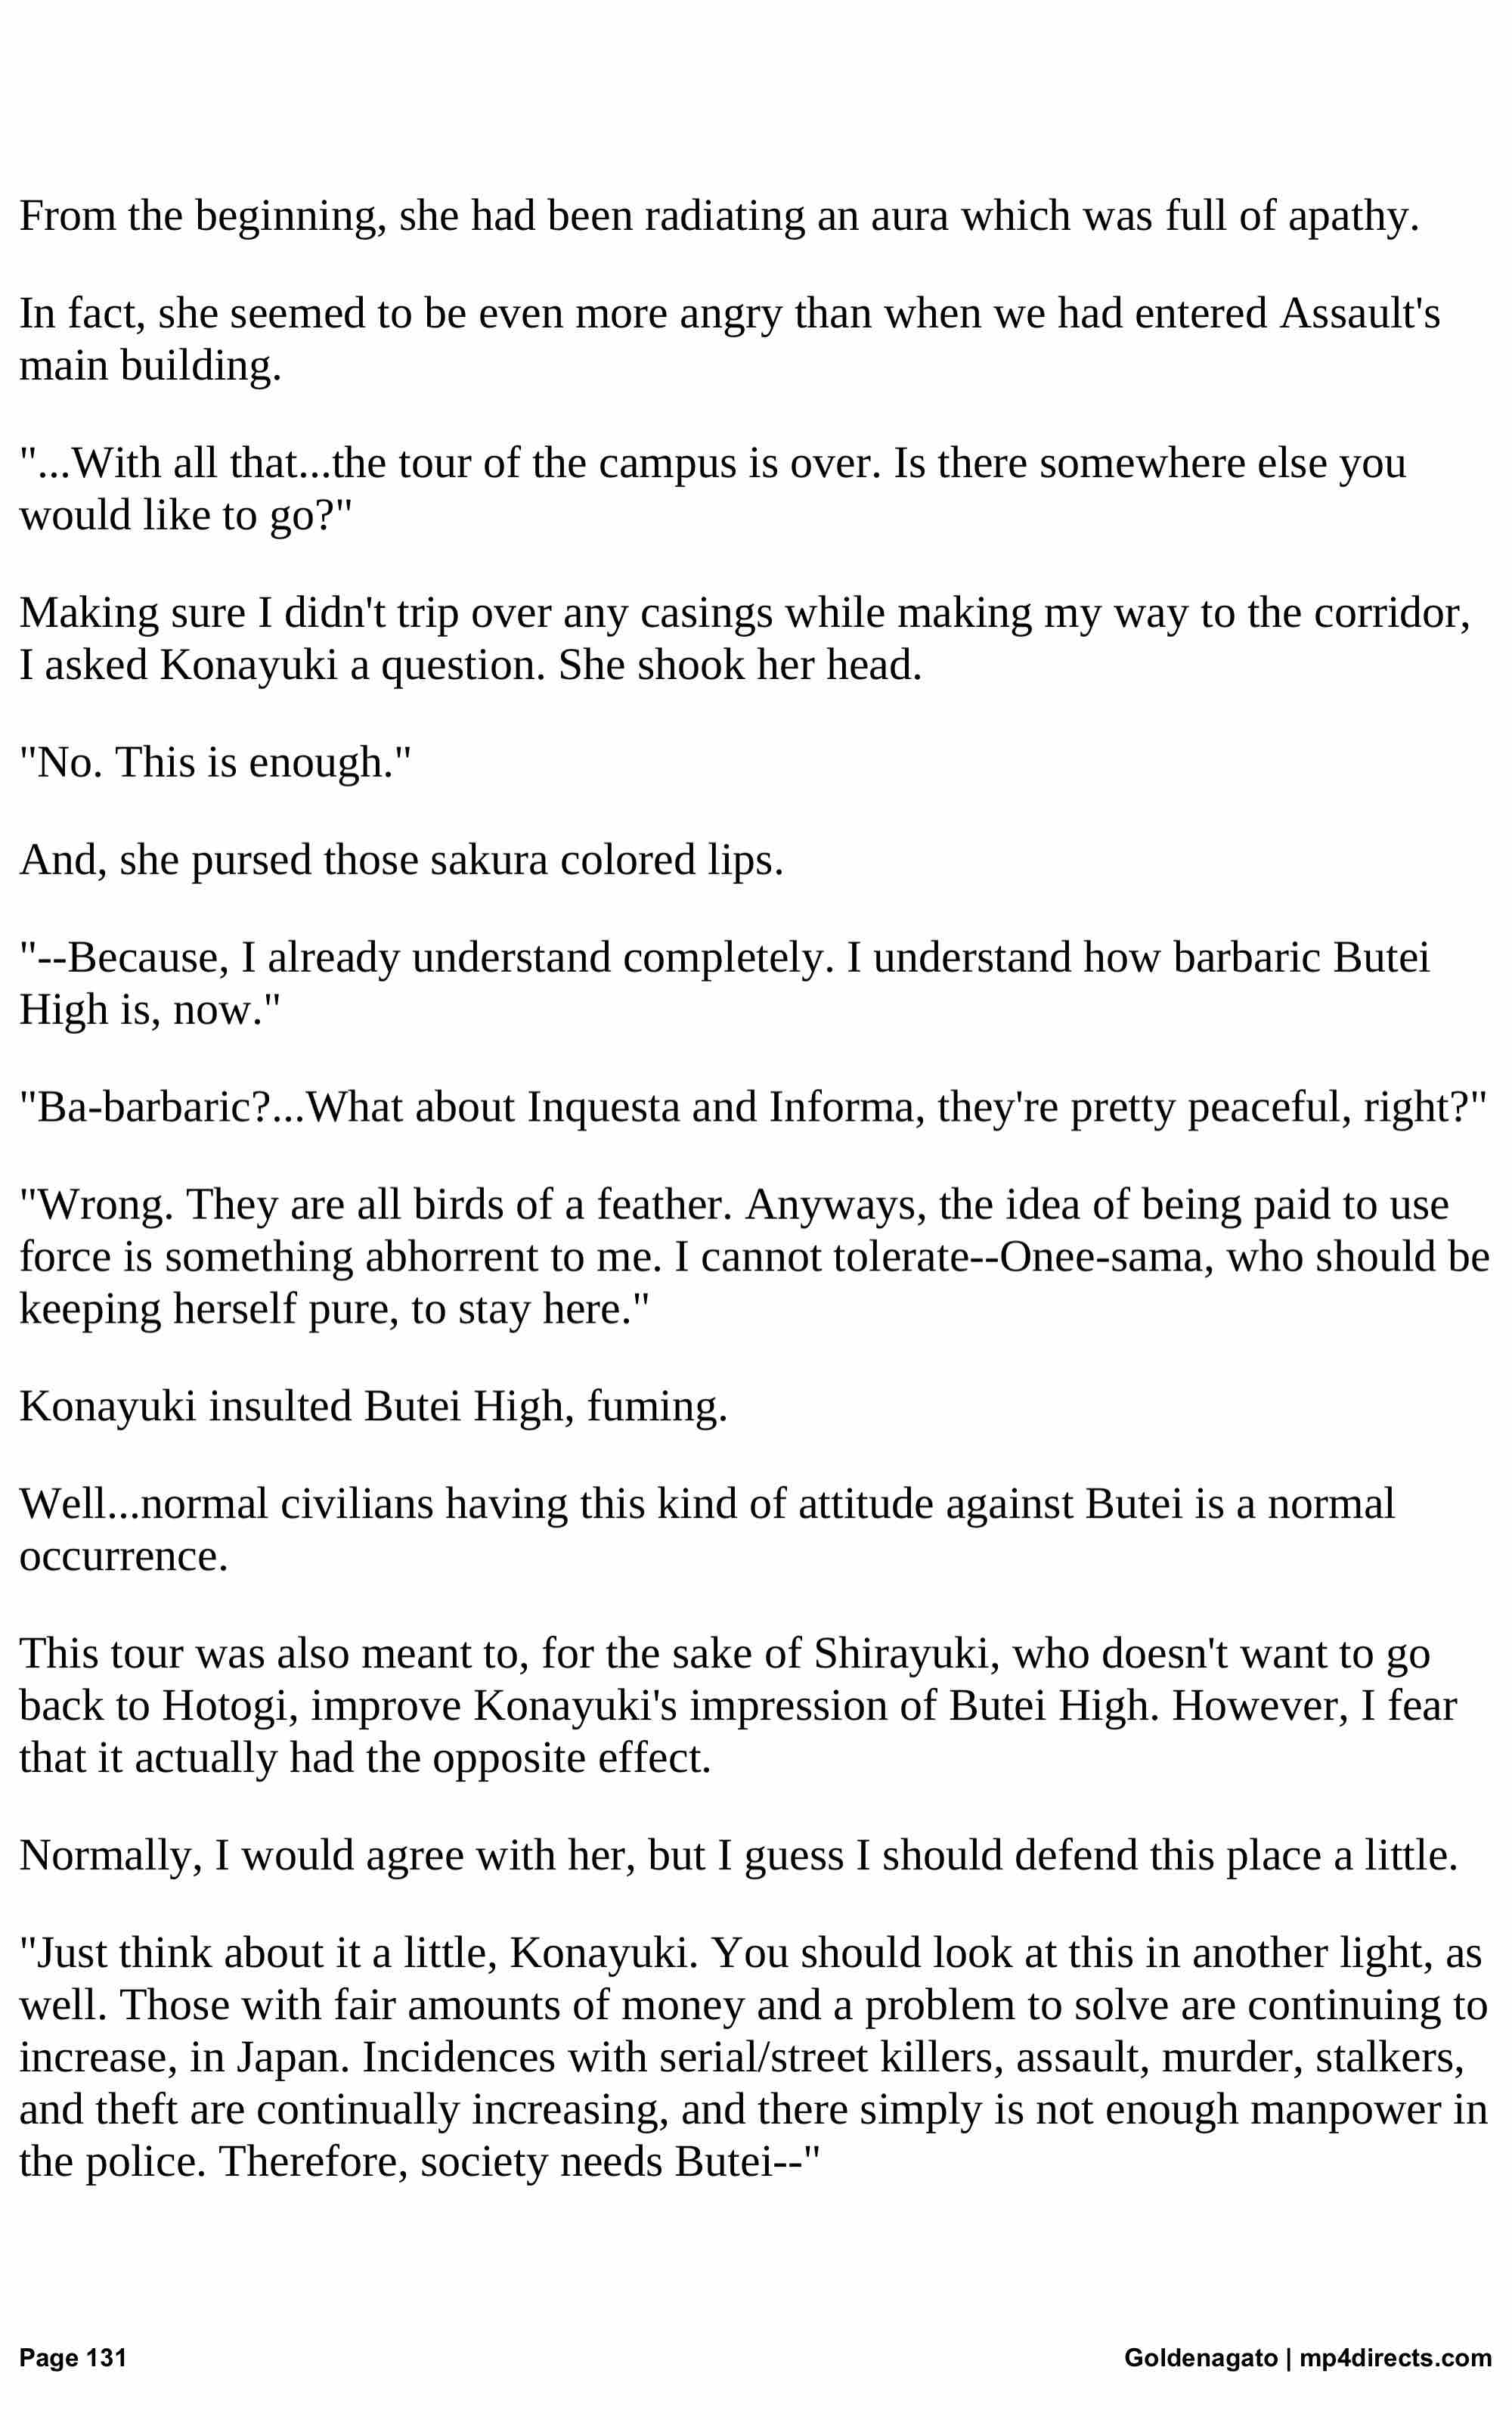 From the beginning, she had been radiating an aura which was full of apathy.
In fact, she seemed to be even more angry than when we had entered Assault's
main building.
"...With all that...the tour of the campus is over. Is there somewhere else you
would like to go?"
Making sure I didn't trip over any casings while making my way to the corridor,
I asked Konayuki a question. She shook her head.
"No. This is enough."
And, she pursed those sakura colored lips.
"--Because, I already understand completely. I understand how barbaric Butei
High is, now."
"Ba-barbaric?...What about Inquesta and Informa, they're pretty peaceful, right?"
"Wrong. They are all birds of a feather. Anyways, the idea of being paid to use
force is something abhorrent to me. I cannot tolerate--Onee-sama, who should be
keeping herself pure, to stay here."
Konayuki insulted Butei High, fuming.
Well...normal civilians having this kind of attitude against Butei is a normal
occurrence.
This tour was also meant to, for the sake of Shirayuki, who doesn't want to go
back to Hotogi, improve Konayuki's impression of Butei High. However, I fear
that it actually had the opposite effect.
Normally, I would agree with her, but I guess I should defend this place a little.
"Just think about it a little, Konayuki. You should look at this in another light, as
well. Those with fair amounts of money and a problem to solve are continuing to
increase, in Japan. Incidences with serial/street killers, assault, murder, stalkers,
and theft are continually increasing, and there simply is not enough manpower in
the police. Therefore, society needs Butei--"
Page 131
Goldenagato | mp4directs.com